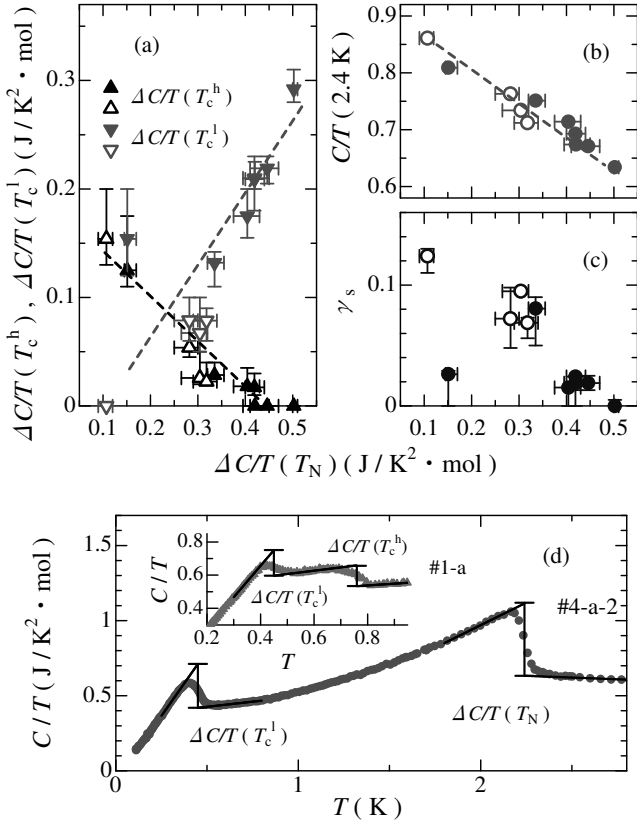 (a)
ΔC/T (T_c^h)
ΔC/T (T_c^l)
ΔC/T (T_c^h) , ΔC/T (T_c^l) ( J / K² · mol)
0.3
0.2
0.1
0
0.1 0.2 0.3 0.4 0.5
(b)
C/T (2.4 K)
0.9
0.8
0.7
0.6
(c)
γ_s
0.1
0
0.1 0.2 0.3 0.4 0.5
ΔC/T ( T_N ) ( J / K² · mol)
(d)
C / T ( J / K² · mol)
1.5
1
0.5
0
0 1 2
T ( K )
C / T
0.8
0.6
0.4
0.2 0.4 0.6 0.8
T
ΔC/T (T_c^h)
ΔC/T (T_c^l)
#1-a
#4-a-2
ΔC/T (T_c^l)
ΔC/T (T_N)